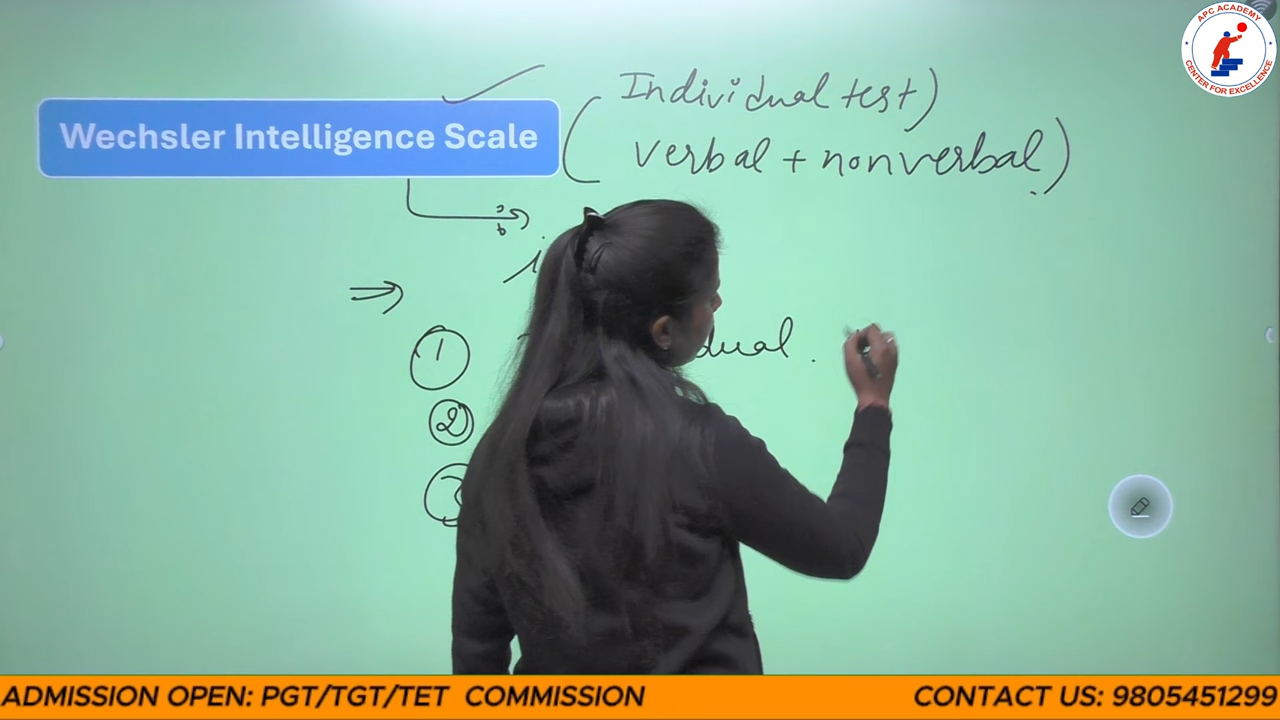 APC ACADEMY
CENTER FOR EXCELLENCE
Individual test)
Wechsler Intelligence Scale
(verbal + nonverbal)
1
2
ADMISSION OPEN: PGT/TGT/TET COMMISSION
CONTACT US: 9805451299